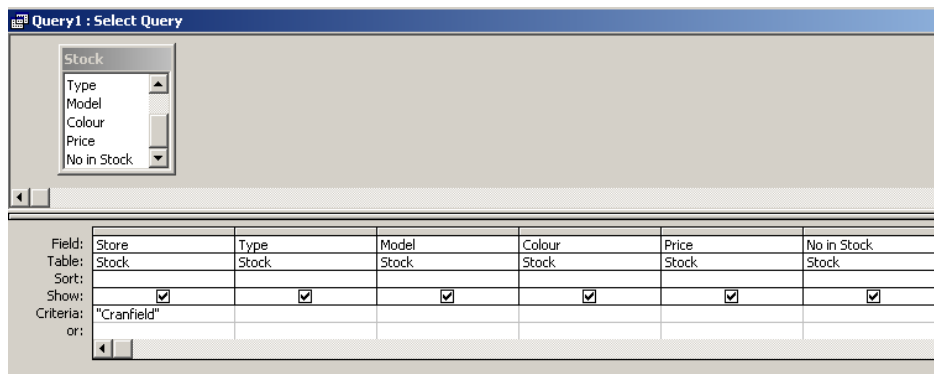 Query1 : Select Query
Stock
Type
Model
Colour
Price
No in Stock
Field: Store Type Model Colour Price No in Stock
Table: Stock Stock Stock Stock Stock Stock
Sort:
Show:
Criteria: "Cranfield"
or: